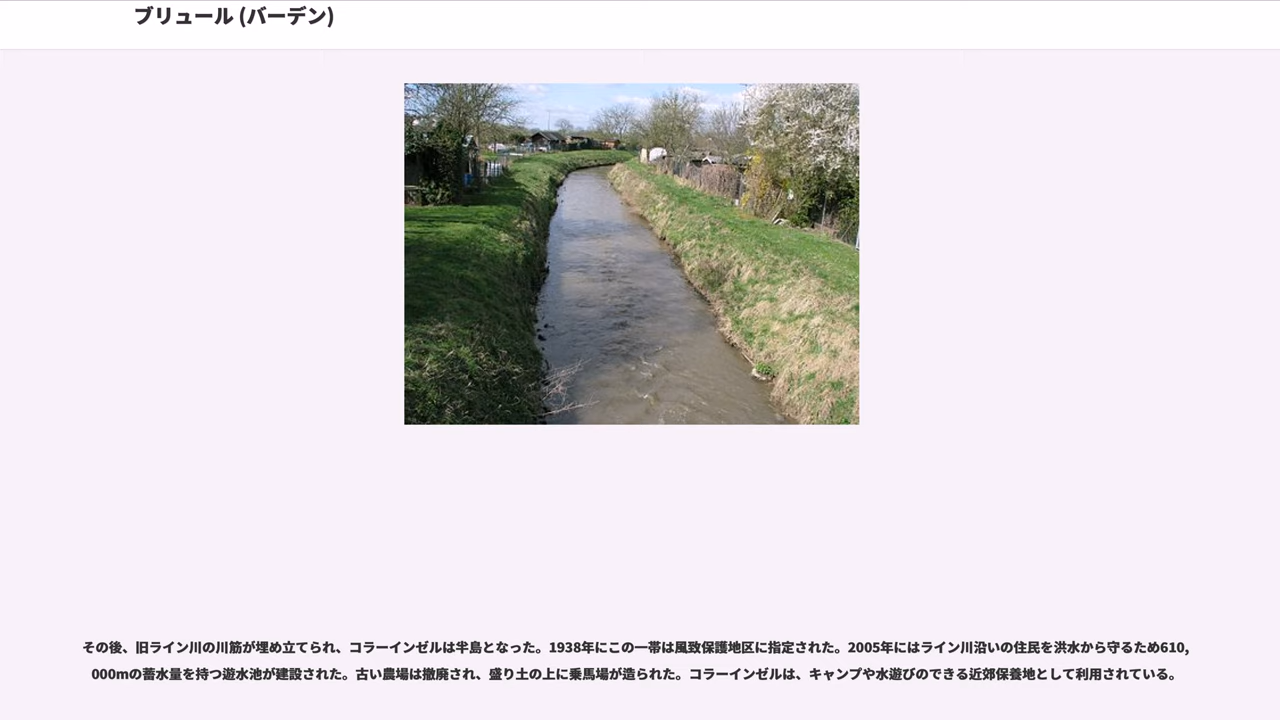 ブリュール (バーデン)
その後、旧ライン川の川筋が埋め立てられ、コラーインゼルは半島となった。1938年にこの一帯は風致保護地区に指定された。2005年にはライン川沿いの住民を洪水から守るため610,
000mの蓄水量を持つ遊水池が建設された。古い農場は撤廃され、盛り土の上に乗馬場が造られた。コラーインゼルは、キャンプや水遊びのできる近郊保養地として利用されている。